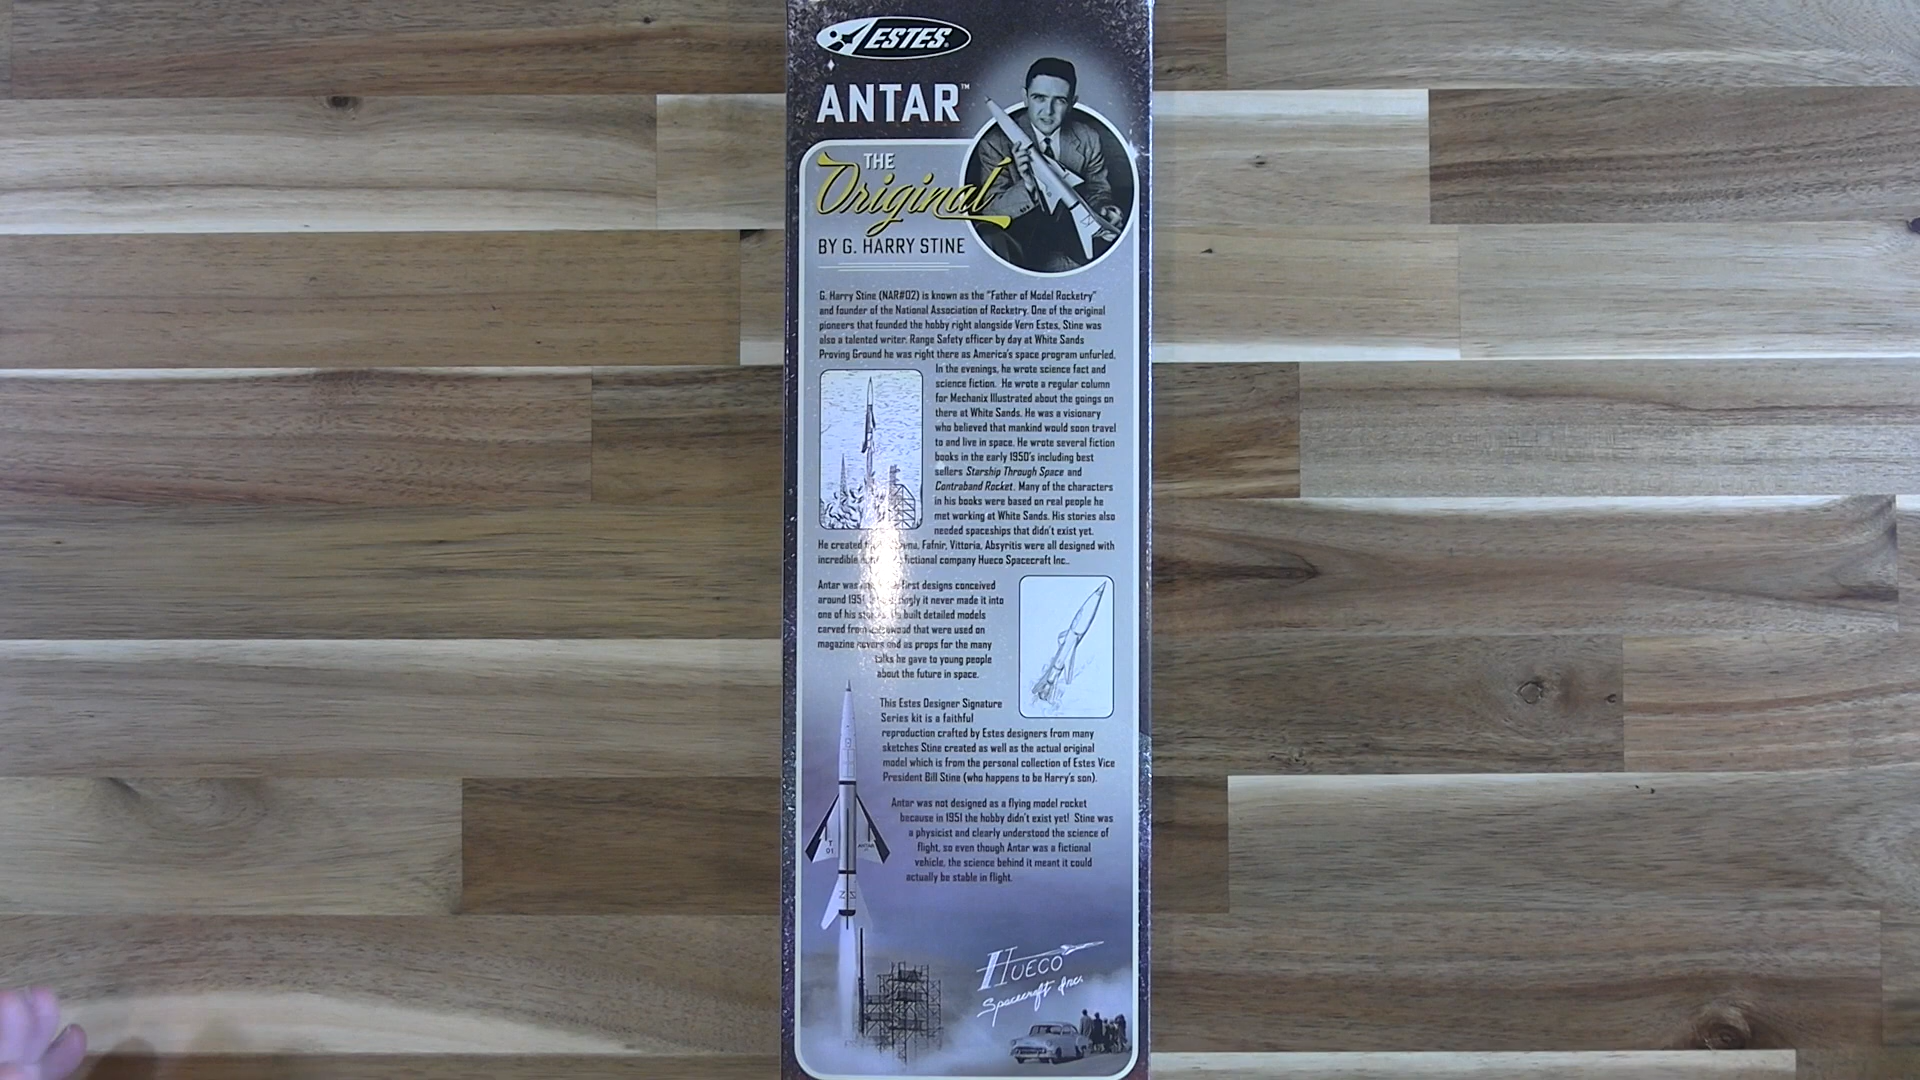 ESTES
ANTAR™
THE
Original
BY G. HARRY STINE
G. Harry Stine (NAR#02) is known as the "Father of Model Rocketry"
and founder of the National Association of Rocketry. One of the original
pioneers that founded the hobby right alongside Vern Estes, Stine was
also a talented writer. Range Safety officer by day at White Sands
Proving Ground he was right there as America's space program unfurled.
In the evenings, he wrote science fact and
science fiction. He wrote a regular column
for Mechanix Illustrated about the goings on
there at White Sands. He was a visionary
who believed that mankind would soon travel
to and live in space. He wrote several fiction
books in the early 1950's including best
sellers Starship Through Space and
Contraband Rocket. Many of the characters
in his books were based on real people he
met working at White Sands. His stories also
needed spaceships that didn't exist yet.
He created Fafnir, Vittoria, Absyritis were all designed with
incredible fictional company Hueco Spacecraft Inc..
Antar was first designs conceived
around it never made it into
one of his built detailed models
carved from that were used on
magazine covers and as props for the many
talks he gave to young people
about the future in space.
This Estes Designer Signature
Series kit is a faithful
reproduction crafted by Estes designers from many
sketches Stine created as well as the actual original
model which is from the personal collection of Estes Vice
President Bill Stine (who happens to be Harry's son).
Antar was not designed as a flying model rocket
because in 1951 the hobby didn't exist yet! Stine was
a physicist and clearly understood the science of
flight, so even though Antar was a fictional
vehicle, the science behind it meant it could
actually be stable in flight.
T
01
ANTAR
HUECO
Spacecraft Inc.